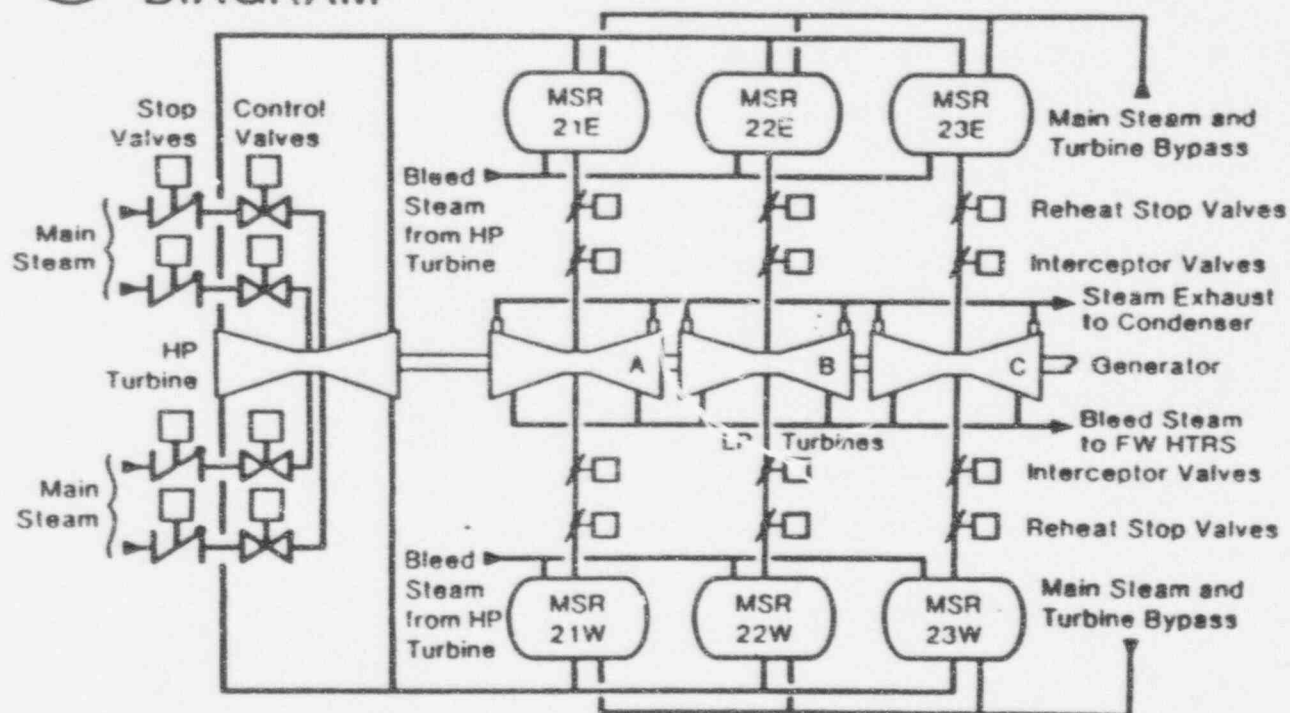 DIAGRAM
MSR
21E
MSR
22E
MSR
23E
Stop
Valves
Control
Valves
Main Steam and
Turbine Bypass
Bleed
Steam
from HP
Turbine
Main
Steam
Reheat Stop Valves
Interceptor Valves
Steam Exhaust
to Condenser
HP
Turbine
A
B
C
Generator
Bleed Steam
to FW HTRS
LP Turbines
Interceptor Valves
Main
Steam
Reheat Stop Valves
Bleed
Steam
from HP
Turbine
MSR
21W
MSR
22W
MSR
23W
Main Steam and
Turbine Bypass